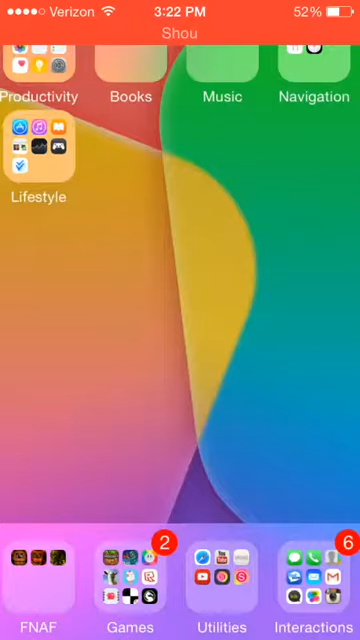 Verizon 3:22 PM 52%
Shou
Productivity Books Music Navigation
Lifestyle
2 6
FNAF Games Utilities Interactions